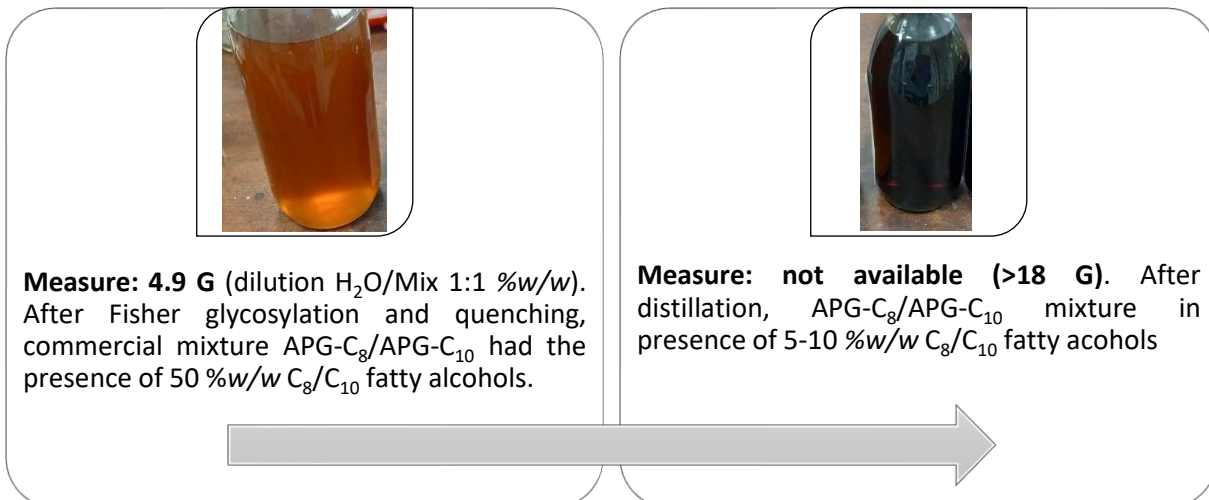 Measure: 4.9 G (dilution H₂O/Mix 1:1 %w/w).
After Fisher glycosylation and quenching,
commercial mixture APG-C₈/APG-C₁₀ had the
presence of 50 %w/w C₈/C₁₀ fatty alcohols.
Measure: not available (>18 G). After
distillation, APG-C₈/APG-C₁₀ mixture in
presence of 5-10 %w/w C₈/C₁₀ fatty acohols